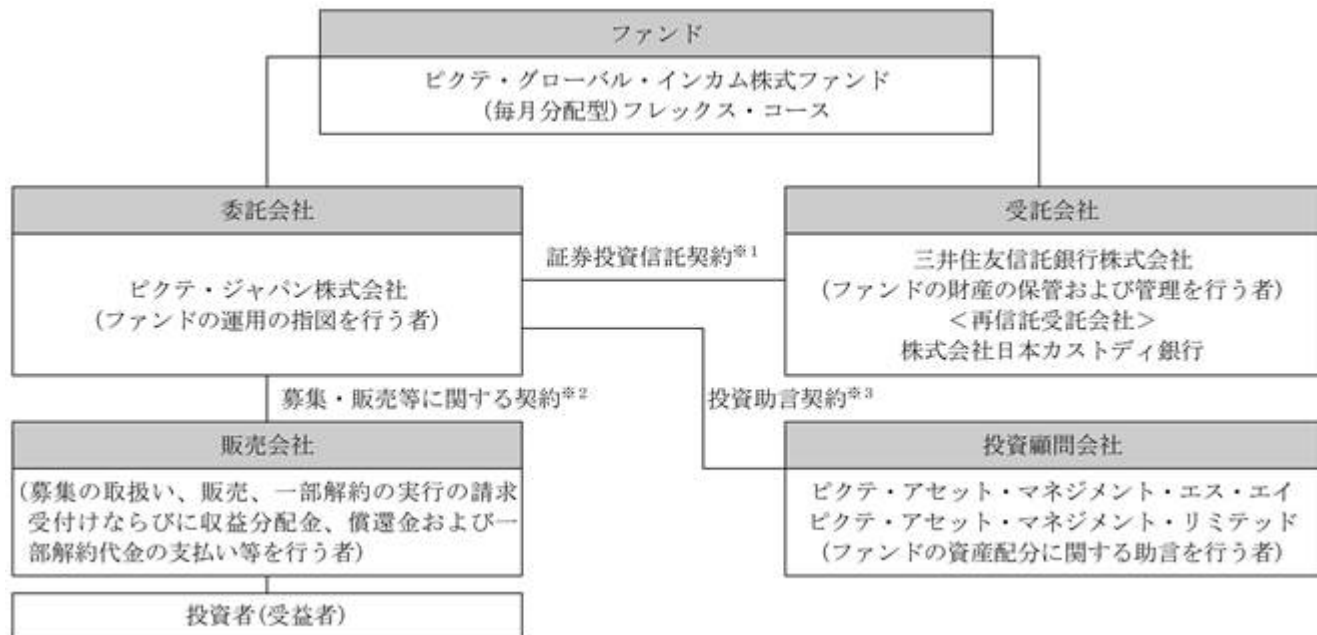 ファンド
ピクテ・グローバル・インカム株式ファンド
(毎月分配型)フレックス・コース
委託会社
ピクテ・ジャパン株式会社
(ファンドの運用の指図を行う者)
証券投資信託契約※1
受託会社
三井住友信託銀行株式会社
(ファンドの財産の保管および管理を行う者)
<再信託受託会社>
株式会社日本カストディ銀行
募集・販売等に関する契約※2
投資助言契約※3
販売会社
(募集の取扱い、販売、一部解約の実行の請求
受付けならびに収益分配金、償還金および一
部解約代金の支払い等を行う者)
投資顧問会社
ピクテ・アセット・マネジメント・エス・エイ
ピクテ・アセット・マネジメント・リミテッド
(ファンドの資産配分に関する助言を行う者)
投資者(受益者)